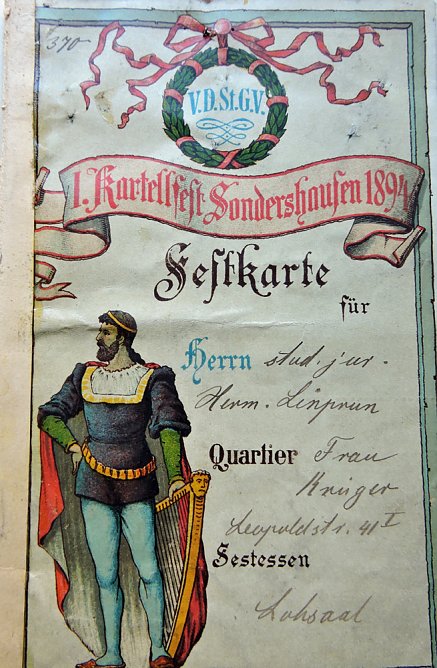 370
V.D.St.G.V.
I. Kartellfest Sondershausen 1894
Festkarte
für
Herrn stud. jur.
Herm. Linprun
Quartier Frau
Krüger
Leopoldstr. 41 I
Festessen
Lohsaal